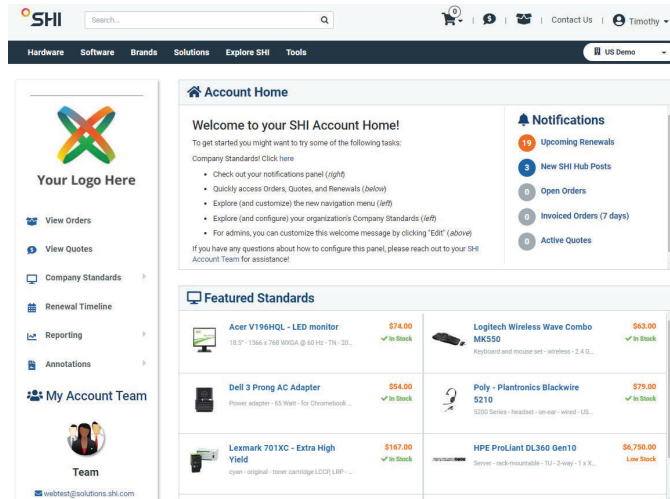 SHI
Search...
0
Contact Us
Timothy
Hardware Software Brands Solutions Explore SHI Tools
US Demo
Your Logo Here
View Orders
View Quotes
Company Standards
Renewal Timeline
Reporting
Annotations
My Account Team
Team
webtest@solutions.shi.com
Account Home
Welcome to your SHI Account Home!
To get started you might want to try some of the following tasks:
Company Standards! Click here
• Check out your notifications panel (right)
• Quickly access Orders, Quotes, and Renewals (below)
• Explore (and customize) the new navigation menu (left)
• Explore (and configure) your organization's Company Standards (left)
• For admins, you can customize this welcome message by clicking "Edit" (above)
If you have any questions about how to configure this panel, please reach out to your SHI
Account Team for assistance!
Notifications
19 Upcoming Renewals
3 New SHI Hub Posts
0 Open Orders
0 Invoiced Orders (7 days)
0 Active Quotes
Featured Standards
Acer V196HQL - LED monitor $74.00
18.5" - 1366 x 768 WXGA @ 60 Hz - TN - 20... In Stock
Logitech Wireless Wave Combo $63.00
MK550 In Stock
Keyboard and mouse set - wireless - 2.4 G...
Dell 3 Prong AC Adapter $54.00
Power adapter - 65 Watt - for Chromebook ... In Stock
Poly - Plantronics Blackwire $79.00
5210 In Stock
5200 Series - headset - on-ear - wired - US...
Lexmark 701XC - Extra High $167.00
Yield In Stock
cyan - original - toner cartridge LCCP, LRP - ...
HPE ProLiant DL360 Gen10 $6,750.00
Server - rack-mountable - 1U - 2-way - 1 x X... Low Stock